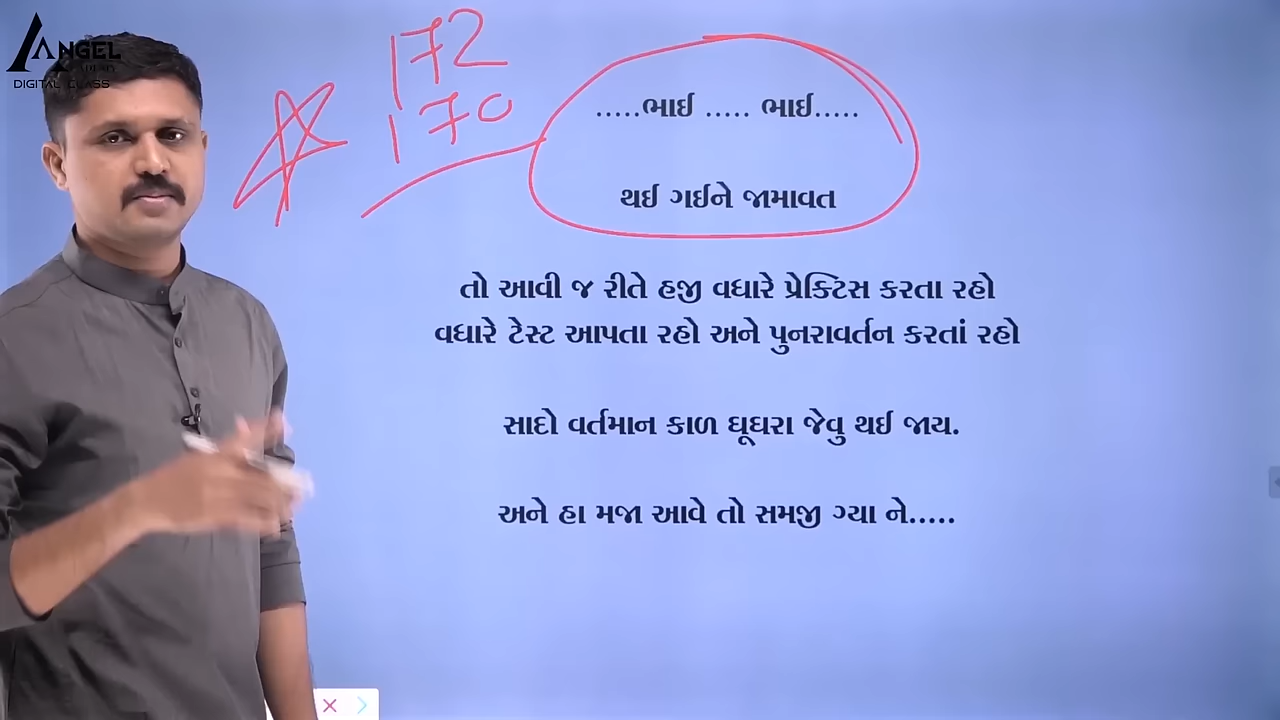 ANGEL
ACADEMY
DIGITAL CLASS
172
170
.....ભાઈ ..... ભાઈ.....
થઈ ગઈને જામાવત
તો આવી જ રીતે હજી વધારે પ્રેક્ટિસ કરતા રહો
વધારે ટેસ્ટ આપતા રહો અને પુનરાવર્તન કરતાં રહો
સાદો વર્તમાન કાળ ઘૂઘરા જેવુ થઈ જાય.
અને હા મજા આવે તો સમજી ગ્યા ને.....